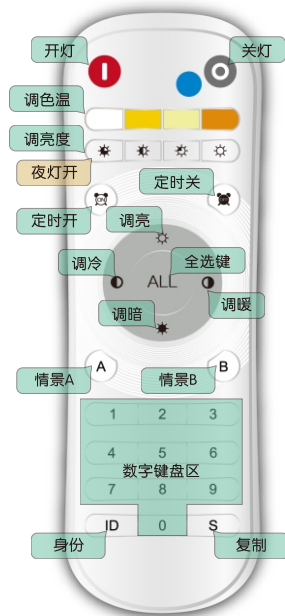 开灯
关灯
调色温
调亮度
夜灯开
定时关
ON
定时开
调亮
调冷
全选键
ALL
调暖
调暗
A
B
情景A
情景B
1 2 3
4 5 6
数字键盘区
7 8 9
ID 0 S
身份
复制